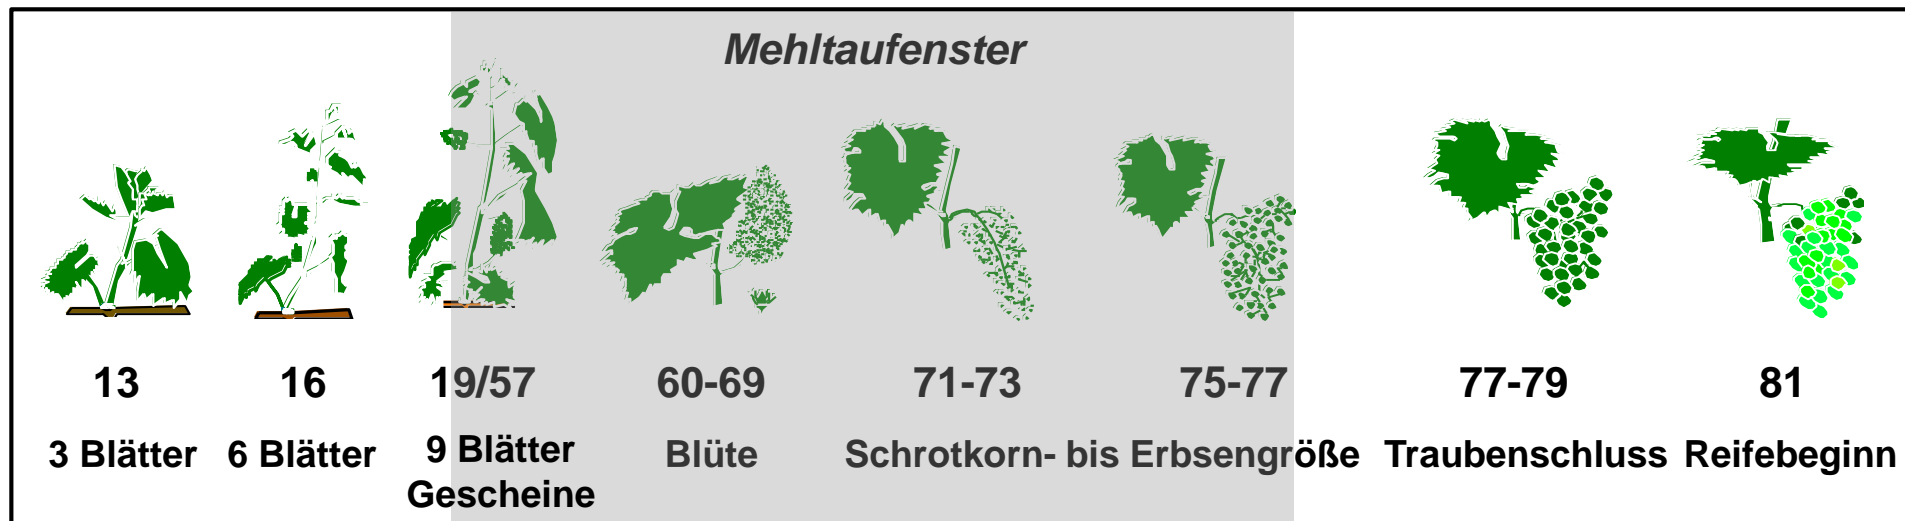 Mehltaufenster
13 16 19/57 60-69 71-73 75-77 77-79 81
3 Blätter 6 Blätter 9 Blätter Blüte Schrotkorn- bis Erbsengröße Traubenschluss Reifebeginn
Gescheine